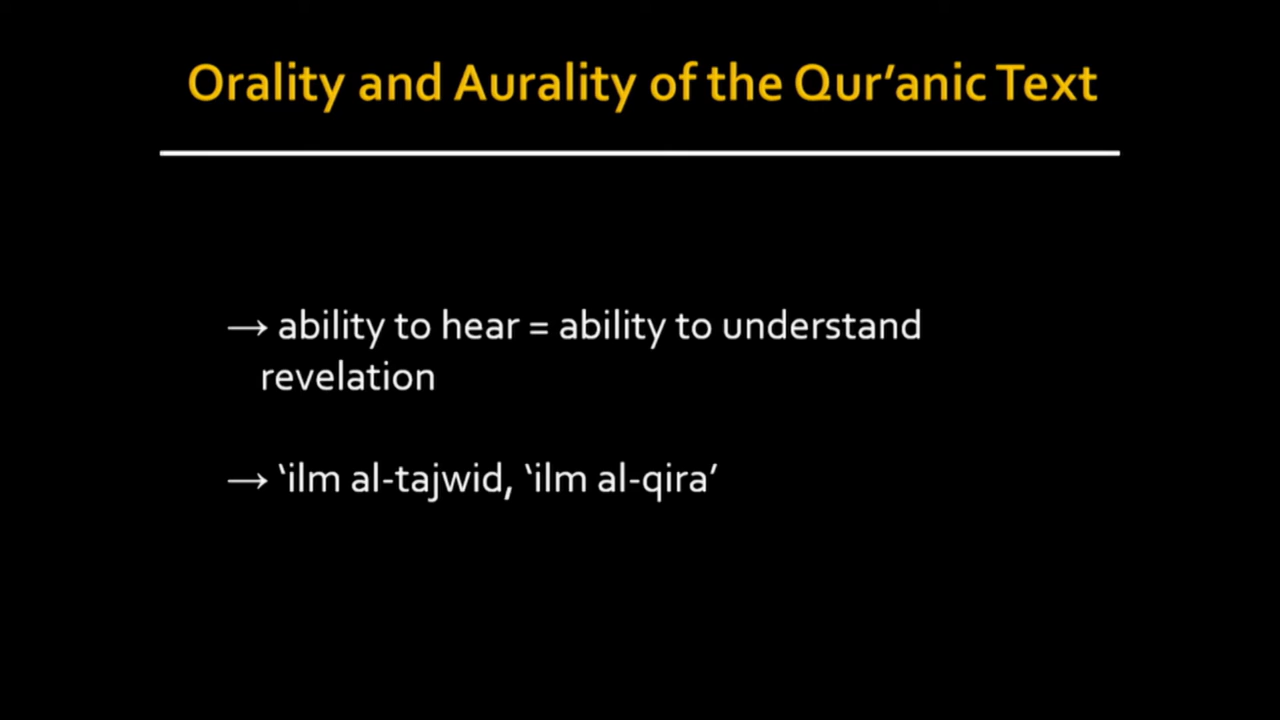 Orality and Aurality of the Qur’anic Text
→ ability to hear = ability to understand
revelation
→ ‘ilm al-tajwid, ‘ilm al-qira’